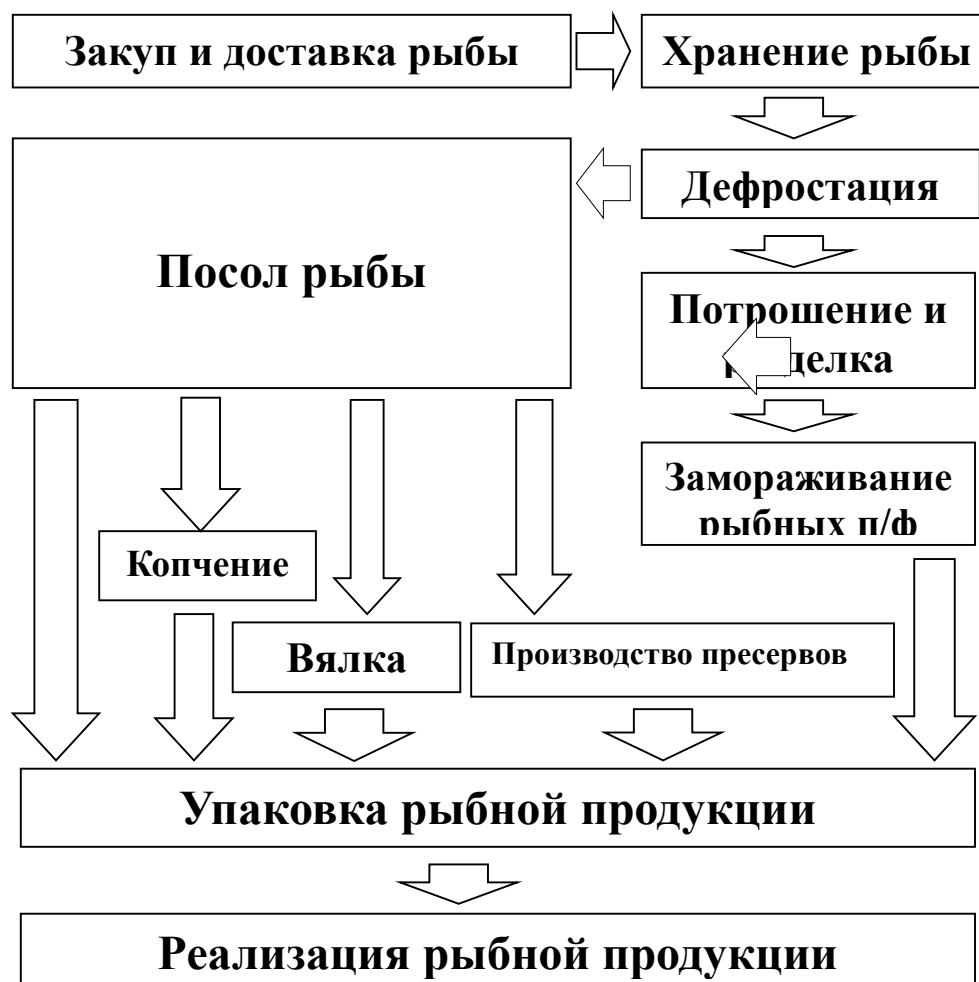 Закуп и доставка рыбы
Хранение рыбы
Дефростация
Посол рыбы
Потрошение и
Замораживание
рыбных п/ф
Копчение
Вялка
Производство пресервов
Упаковка рыбной продукции
Реализация рыбной продукции